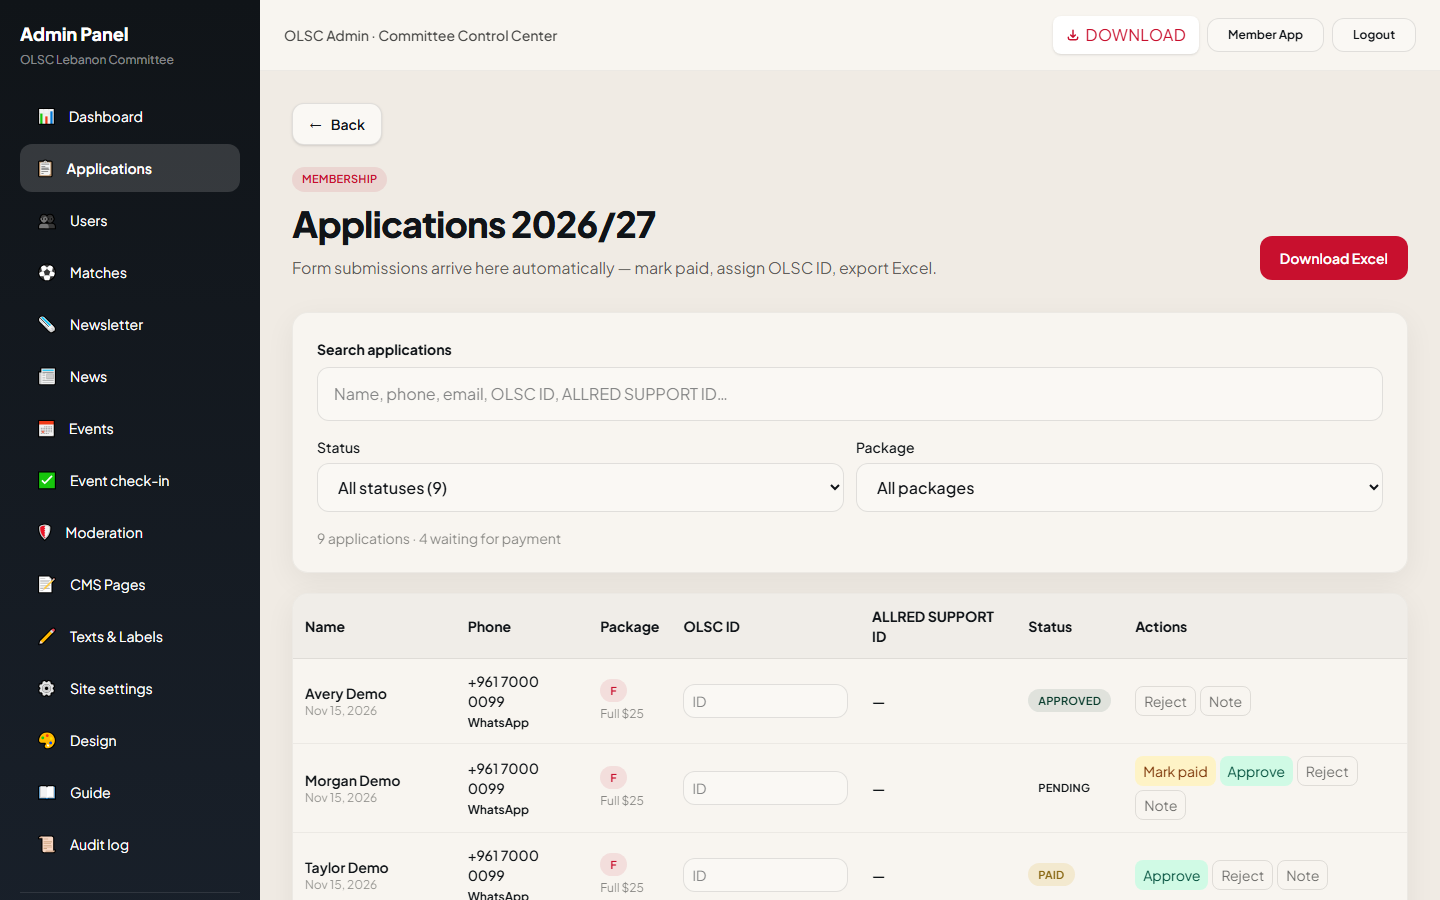 Admin Panel
OLSC Lebanon Committee
Dashboard
Applications
Users
Matches
Newsletter
News
Events
Event check-in
Moderation
CMS Pages
Texts & Labels
Site settings
Design
Guide
Audit log
OLSC Admin · Committee Control Center
DOWNLOAD
Member App
Logout
← Back
MEMBERSHIP
Applications 2026/27
Form submissions arrive here automatically — mark paid, assign OLSC ID, export Excel.
Download Excel
Search applications
Name, phone, email, OLSC ID, ALLRED SUPPORT ID...
Status
Package
All statuses (9)
All packages
9 applications · 4 waiting for payment
Name
Phone
Package
OLSC ID
ALLRED SUPPORT
ID
Status
Actions
Avery Demo
Nov 15, 2026
+961 7000
0099
WhatsApp
F
Full $25
ID
—
APPROVED
Reject
Note
Morgan Demo
Nov 15, 2026
+961 7000
0099
WhatsApp
F
Full $25
ID
—
PENDING
Mark paid
Approve
Reject
Note
Taylor Demo
Nov 15, 2026
+961 7000
0099
WhatsApp
F
Full $25
ID
—
PAID
Approve
Reject
Note